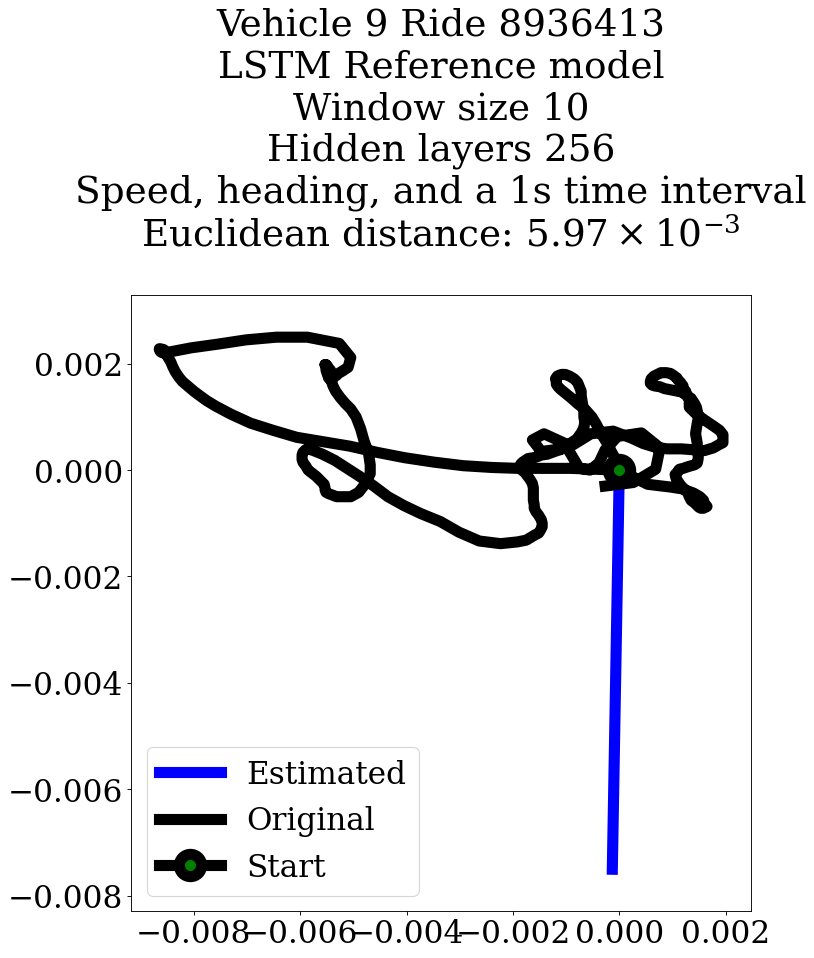 Vehicle 9 Ride 8936413
LSTM Reference model
Window size 10
Hidden layers 256
Speed, heading, and a 1s time interval
Euclidean distance: 5.97 × 10⁻³
0.002
0.000
−0.002
−0.004
−0.006
−0.008
Estimated
Original
Start
−0.008 −0.006 −0.004 −0.002 0.000 0.002